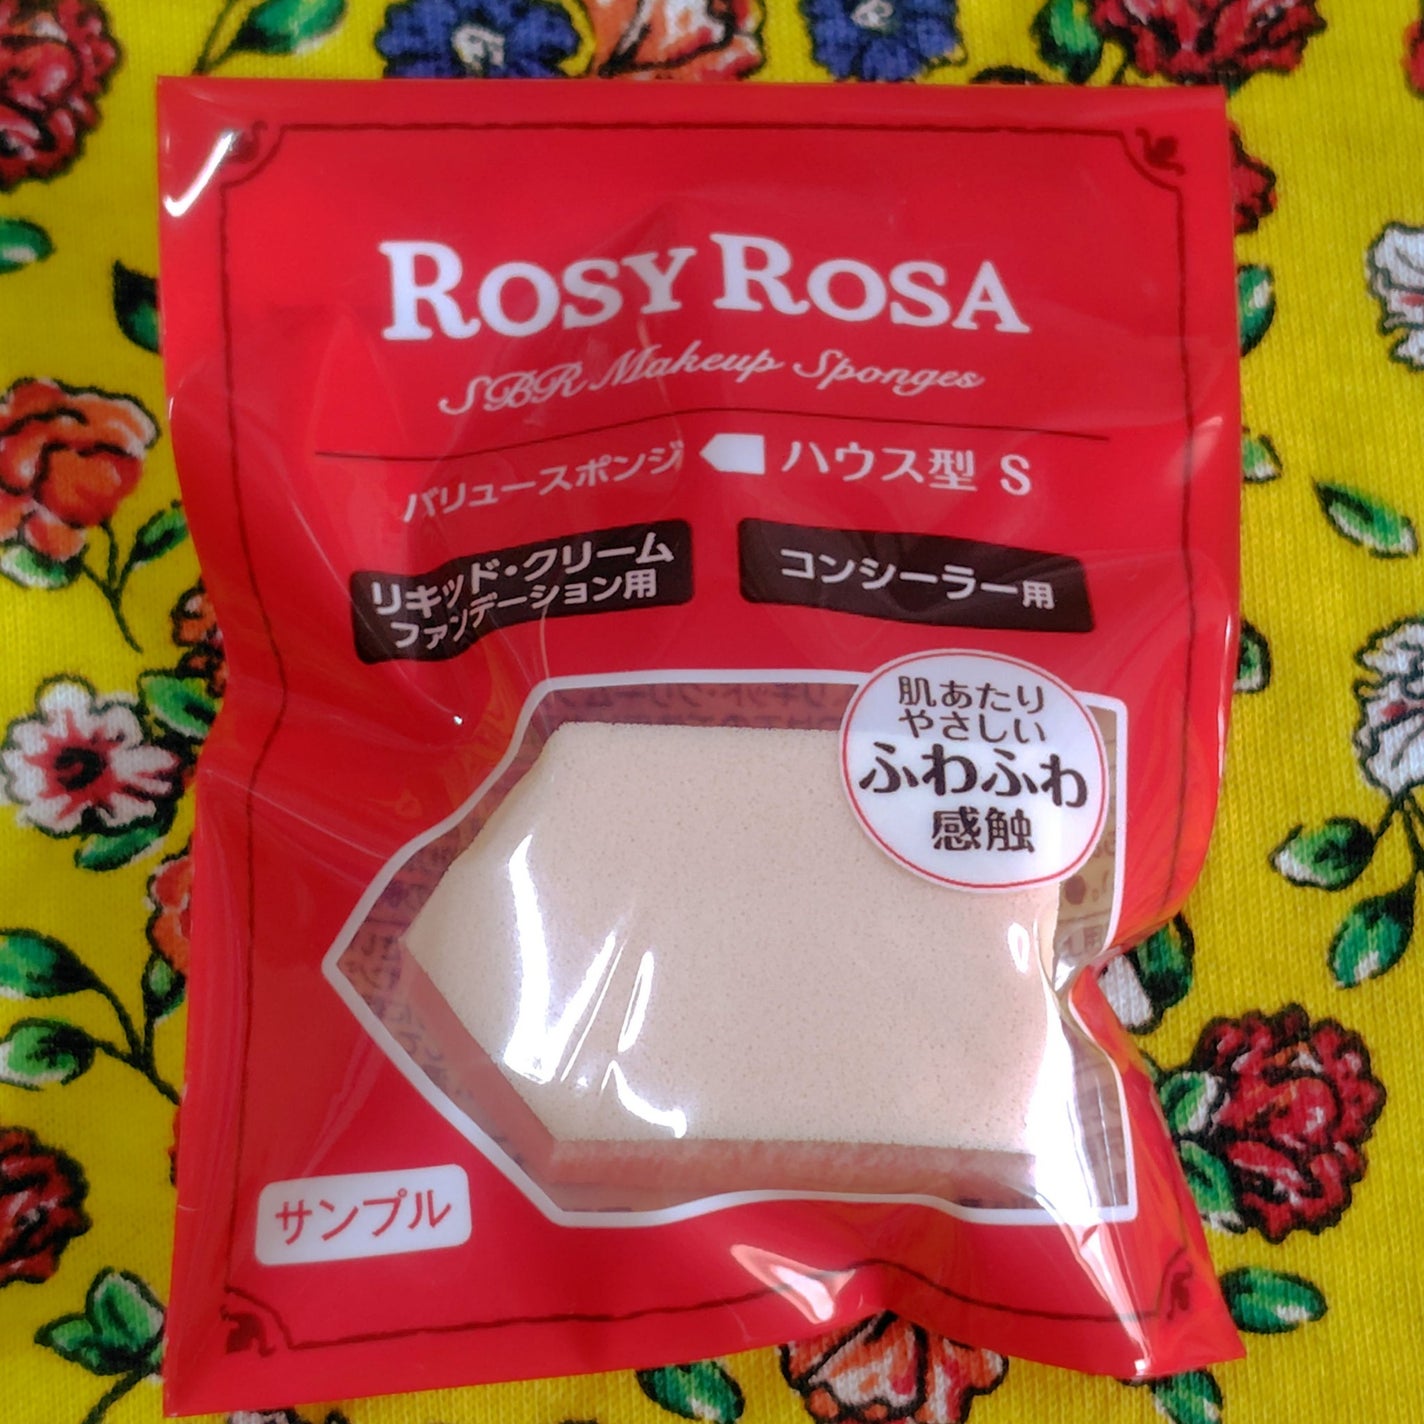 ROSY ROSA
SBR Makeup Sponges
バリュースポンジ ハウス型 S
リキッド・クリーム
ファンデーション用
コンシーラー用
肌あたり
やさしい
ふわふわ
感触
サンプル